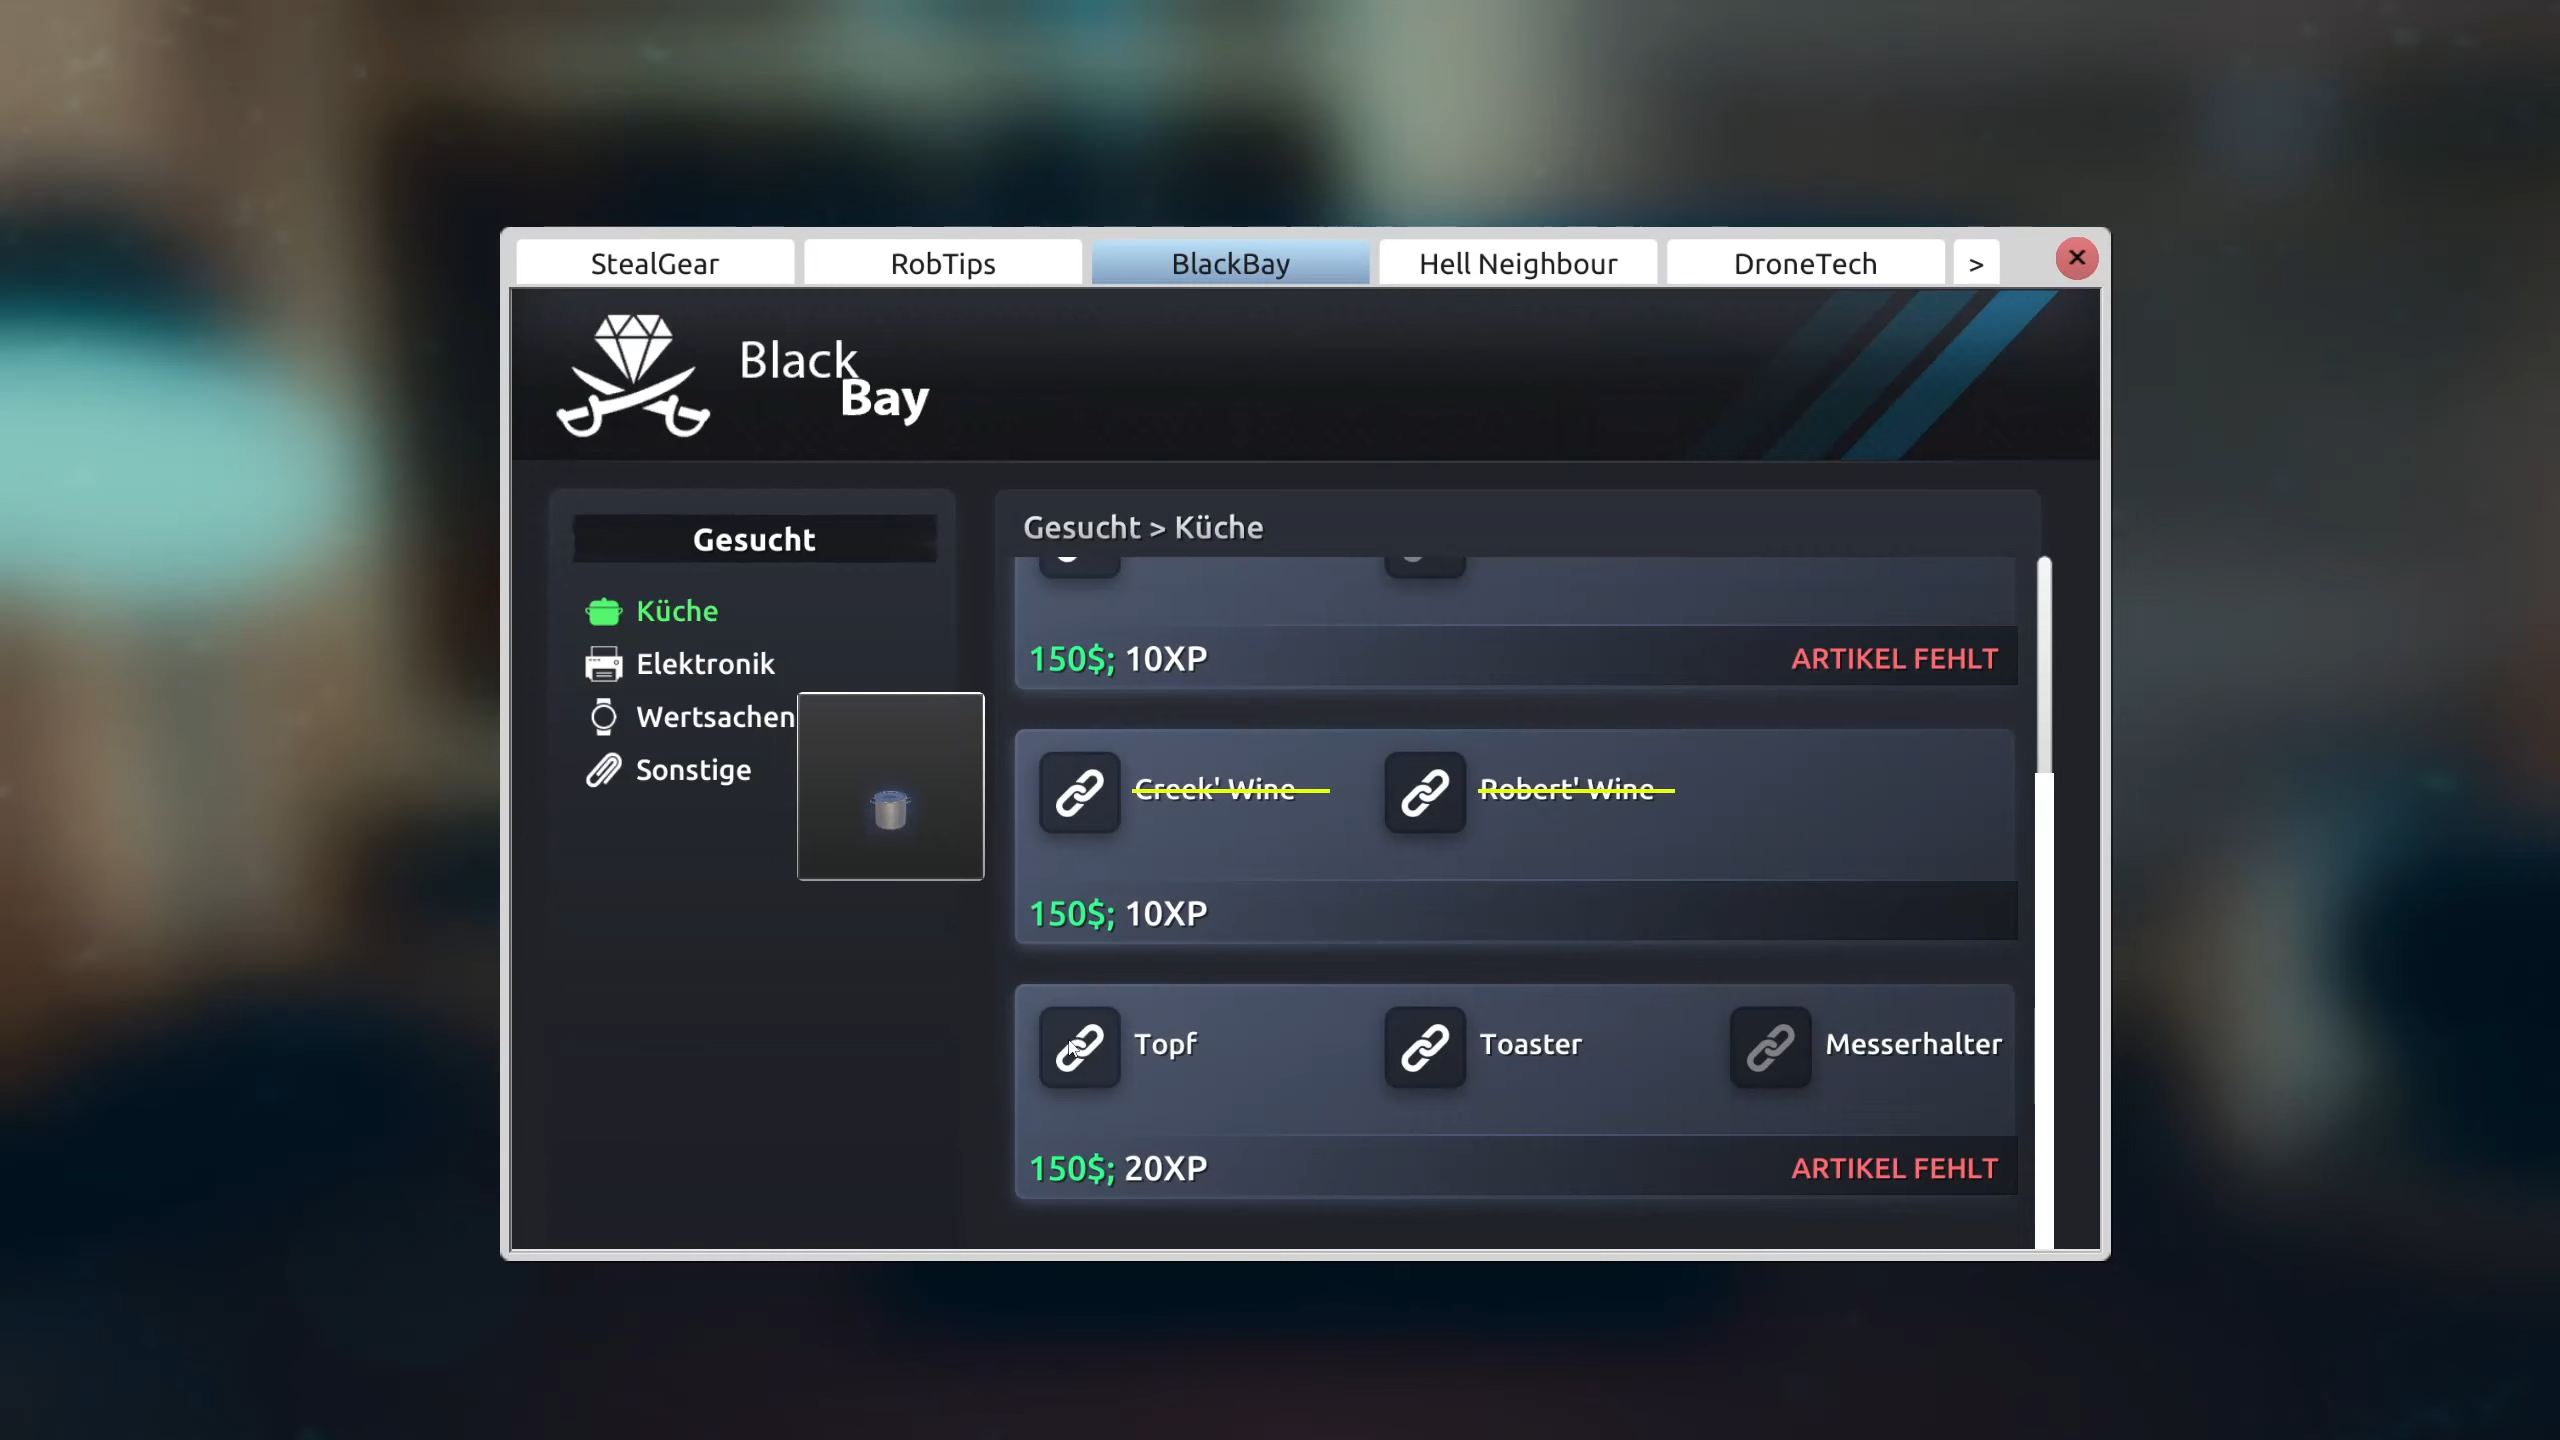 StealGear
RobTips
BlackBay
Hell Neighbour
DroneTech
>
x
Black
Bay
Gesucht
Küche
Elektronik
Wertsachen
Sonstige
Gesucht > Küche
150$; 10XP
ARTIKEL FEHLT
Creek' Wine
Robert' Wine
150$; 10XP
Topf
Toaster
Messerhalter
150$; 20XP
ARTIKEL FEHLT